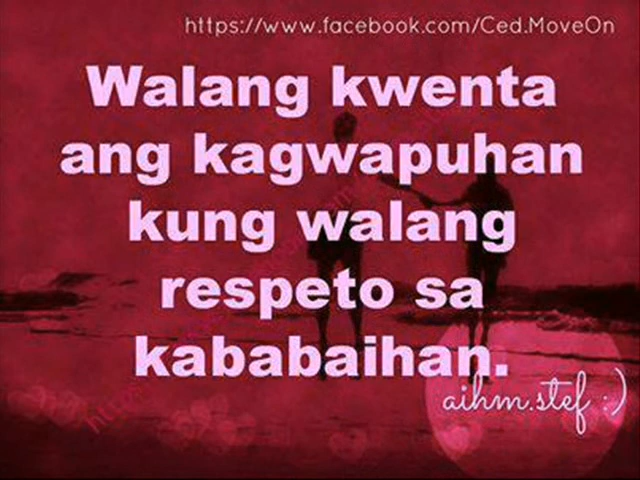 https://www.facebook.com/Ced.MoveOn
Walang kwenta
ang kagwapuhan
kung walang
respeto sa
kababaihan.
aihm.stef :)